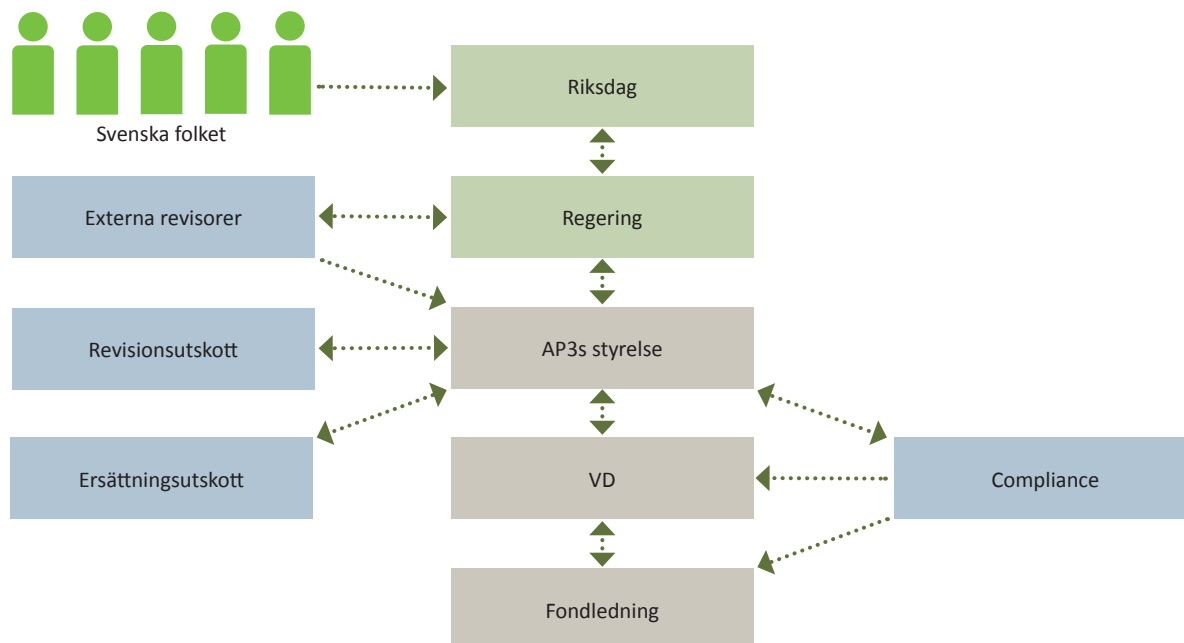 Svenska folket
Riksdag
Externa revisorer
Regering
Revisionsutskott
AP3s styrelse
Ersättningsutskott
VD
Compliance
Fondledning